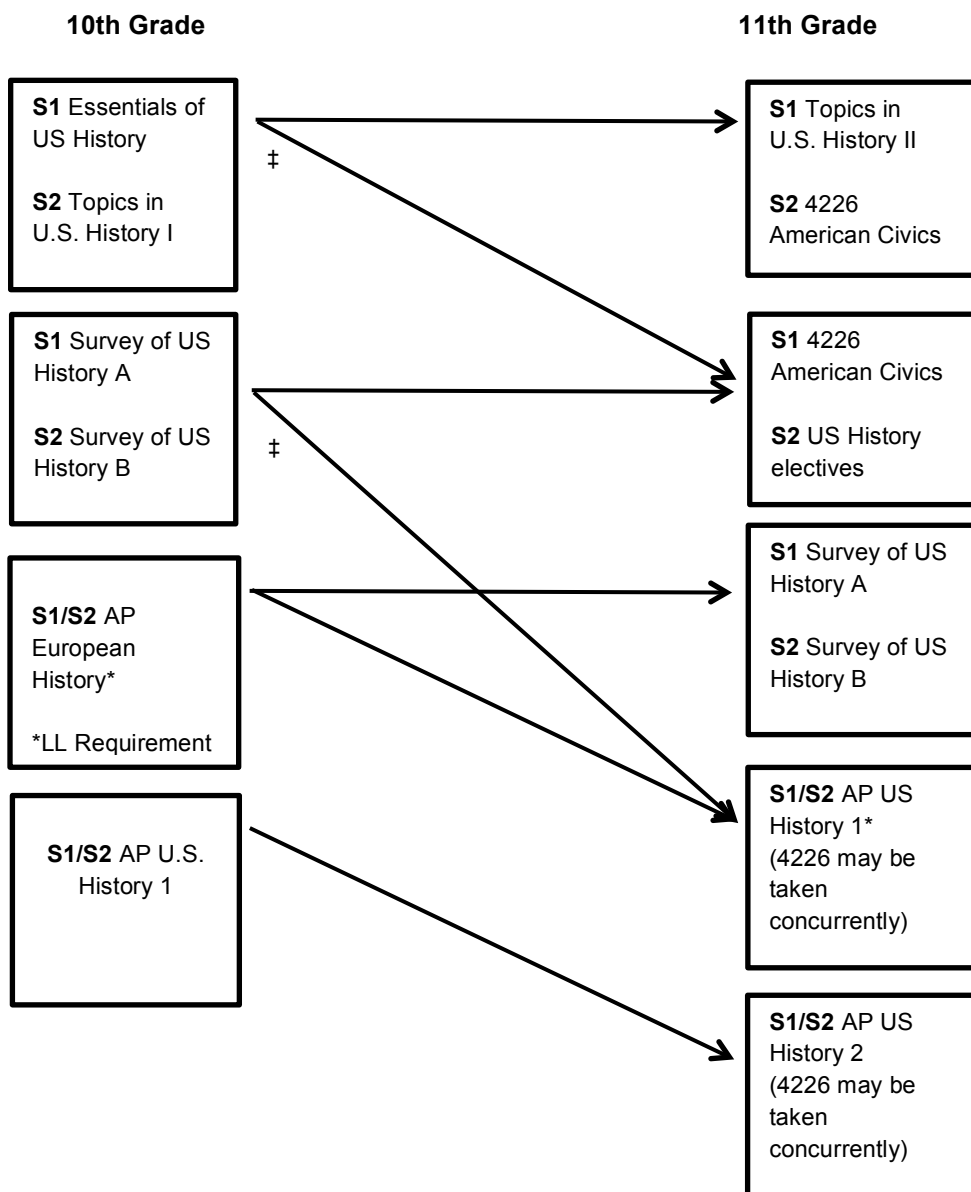 10th Grade
11th Grade
S1 Essentials of
US History
S2 Topics in
U.S. History I
‡
S1 Topics in
U.S. History II
S2 4226
American Civics
S1 Survey of US
History A
S2 Survey of US
History B
‡
S1 4226
American Civics
S2 US History
electives
S1/S2 AP
European
History*
*LL Requirement
S1 Survey of US
History A
S2 Survey of US
History B
S1/S2 AP U.S.
History 1
S1/S2 AP US
History 1*
(4226 may be
taken
concurrently)
S1/S2 AP US
History 2
(4226 may be
taken
concurrently)